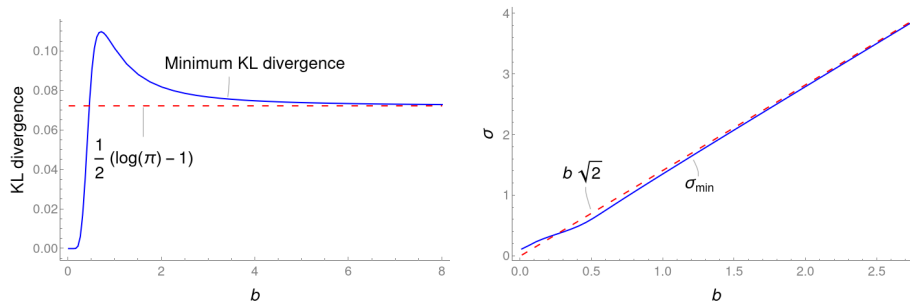 0.10
0.08
0.06
0.04
0.02
0.00
KL divergence
Minimum KL divergence
1/2 (log(π) − 1)
0 2 4 6 8
b
4
3
2
1
0
σ
b √2
σmin
0.0 0.5 1.0 1.5 2.0 2.5
b